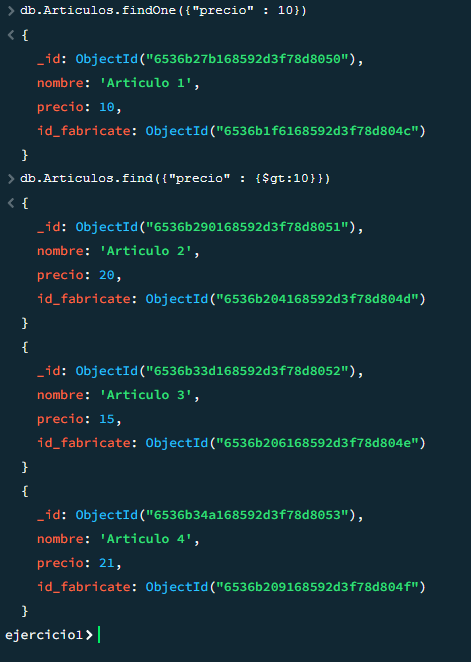 > db.Articulos.findOne({"precio" : 10})
< {
_id: ObjectId("6536b27b168592d3f78d8050"),
nombre: 'Articulo 1',
precio: 10,
id_fabricate: ObjectId("6536b1f6168592d3f78d804c")
}
> db.Articulos.find({"precio" : {$gt:10}})
< {
_id: ObjectId("6536b290168592d3f78d8051"),
nombre: 'Articulo 2',
precio: 20,
id_fabricate: ObjectId("6536b204168592d3f78d804d")
}
{
_id: ObjectId("6536b33d168592d3f78d8052"),
nombre: 'Articulo 3',
precio: 15,
id_fabricate: ObjectId("6536b206168592d3f78d804e")
}
{
_id: ObjectId("6536b34a168592d3f78d8053"),
nombre: 'Articulo 4',
precio: 21,
id_fabricate: ObjectId("6536b209168592d3f78d804f")
}
ejercicio1>